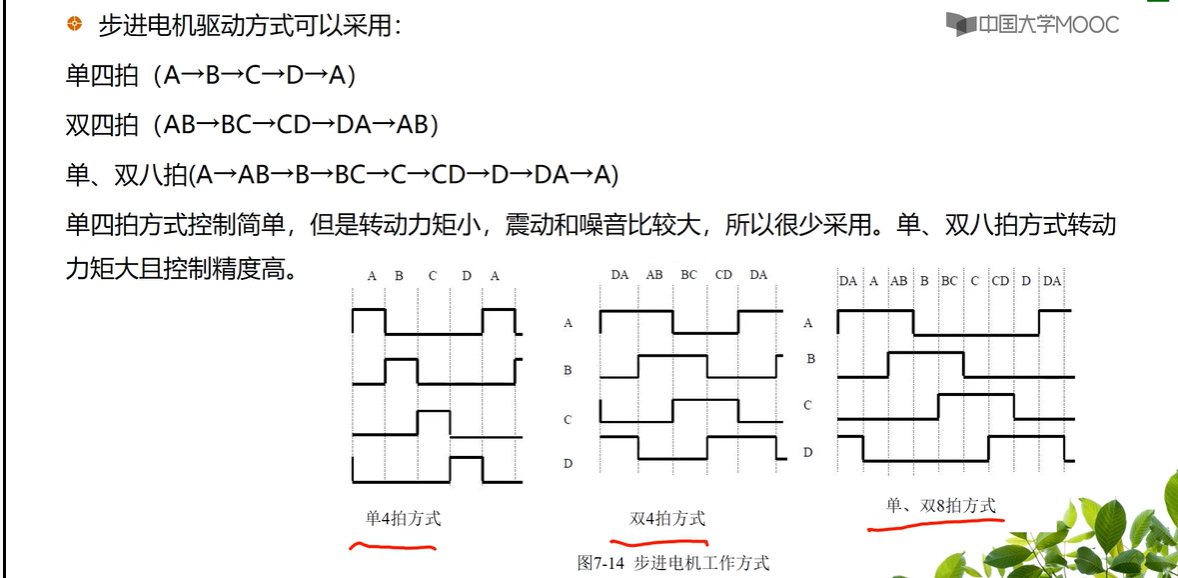 步进电机驱动方式可以采用：
中国大学MOOC
单四拍（A→B→C→D→A）
双四拍（AB→BC→CD→DA→AB）
单、双八拍(A→AB→B→BC→C→CD→D→DA→A)
单四拍方式控制简单，但是转动力矩小，震动和噪音比较大，所以很少采用。单、双八拍方式转动
力矩大且控制精度高。
A B C D A
DA AB BC CD DA
DA A AB B BC C CD D DA
A
B
C
D
A
B
C
D
单4拍方式
双4拍方式
单、双8拍方式
图7-14 步进电机工作方式